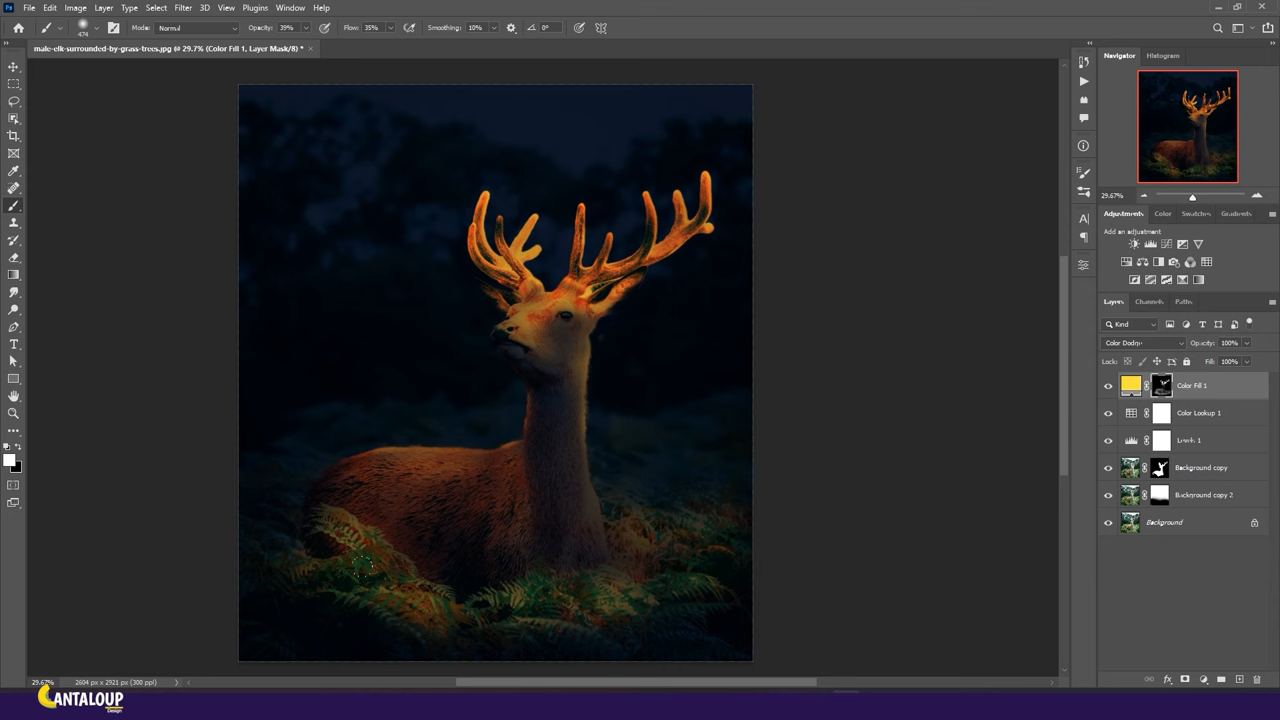 Ps File Edit Image Layer Type Select Filter 3D View Plugins Window Help
474 Mode: Normal Opacity: 39% Flow: 35% Smoothing: 10% 0°
male-elk-surrounded-by-grass-trees.jpg @ 29.7% (Color Fill 1, Layer Mask/8) *
Navigator Histogram
29.67%
Adjustments Color Swatches Gradients
Add an adjustment
Layers Channels Paths
Kind
Color Dodge Opacity: 100%
Lock: Fill: 100%
Color Fill 1
Color Lookup 1
Levels 1
Background copy
Background copy 2
Background
29.67% 2604 px x 2921 px (300 ppi)
CANTALOUP
Design